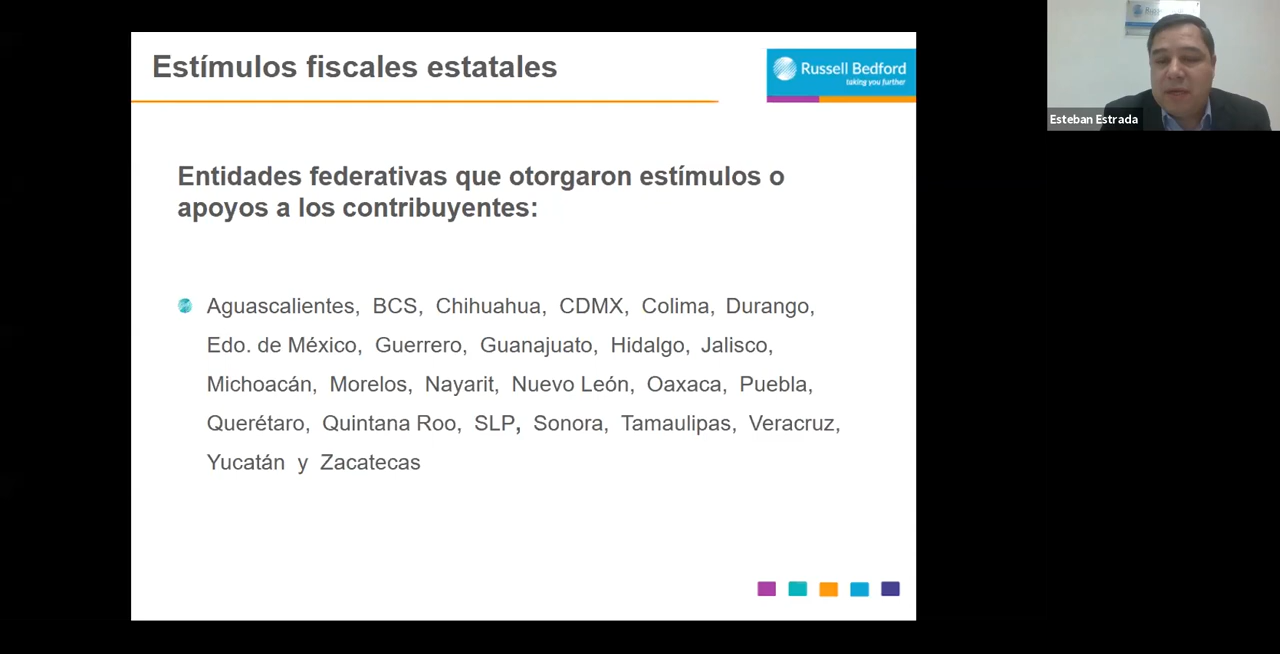 Estímulos fiscales estatales
Russell Bedford
taking you further
Esteban Estrada
Entidades federativas que otorgaron estímulos o
apoyos a los contribuyentes:
Aguascalientes, BCS, Chihuahua, CDMX, Colima, Durango,
Edo. de México, Guerrero, Guanajuato, Hidalgo, Jalisco,
Michoacán, Morelos, Nayarit, Nuevo León, Oaxaca, Puebla,
Querétaro, Quintana Roo, SLP, Sonora, Tamaulipas, Veracruz,
Yucatán y Zacatecas